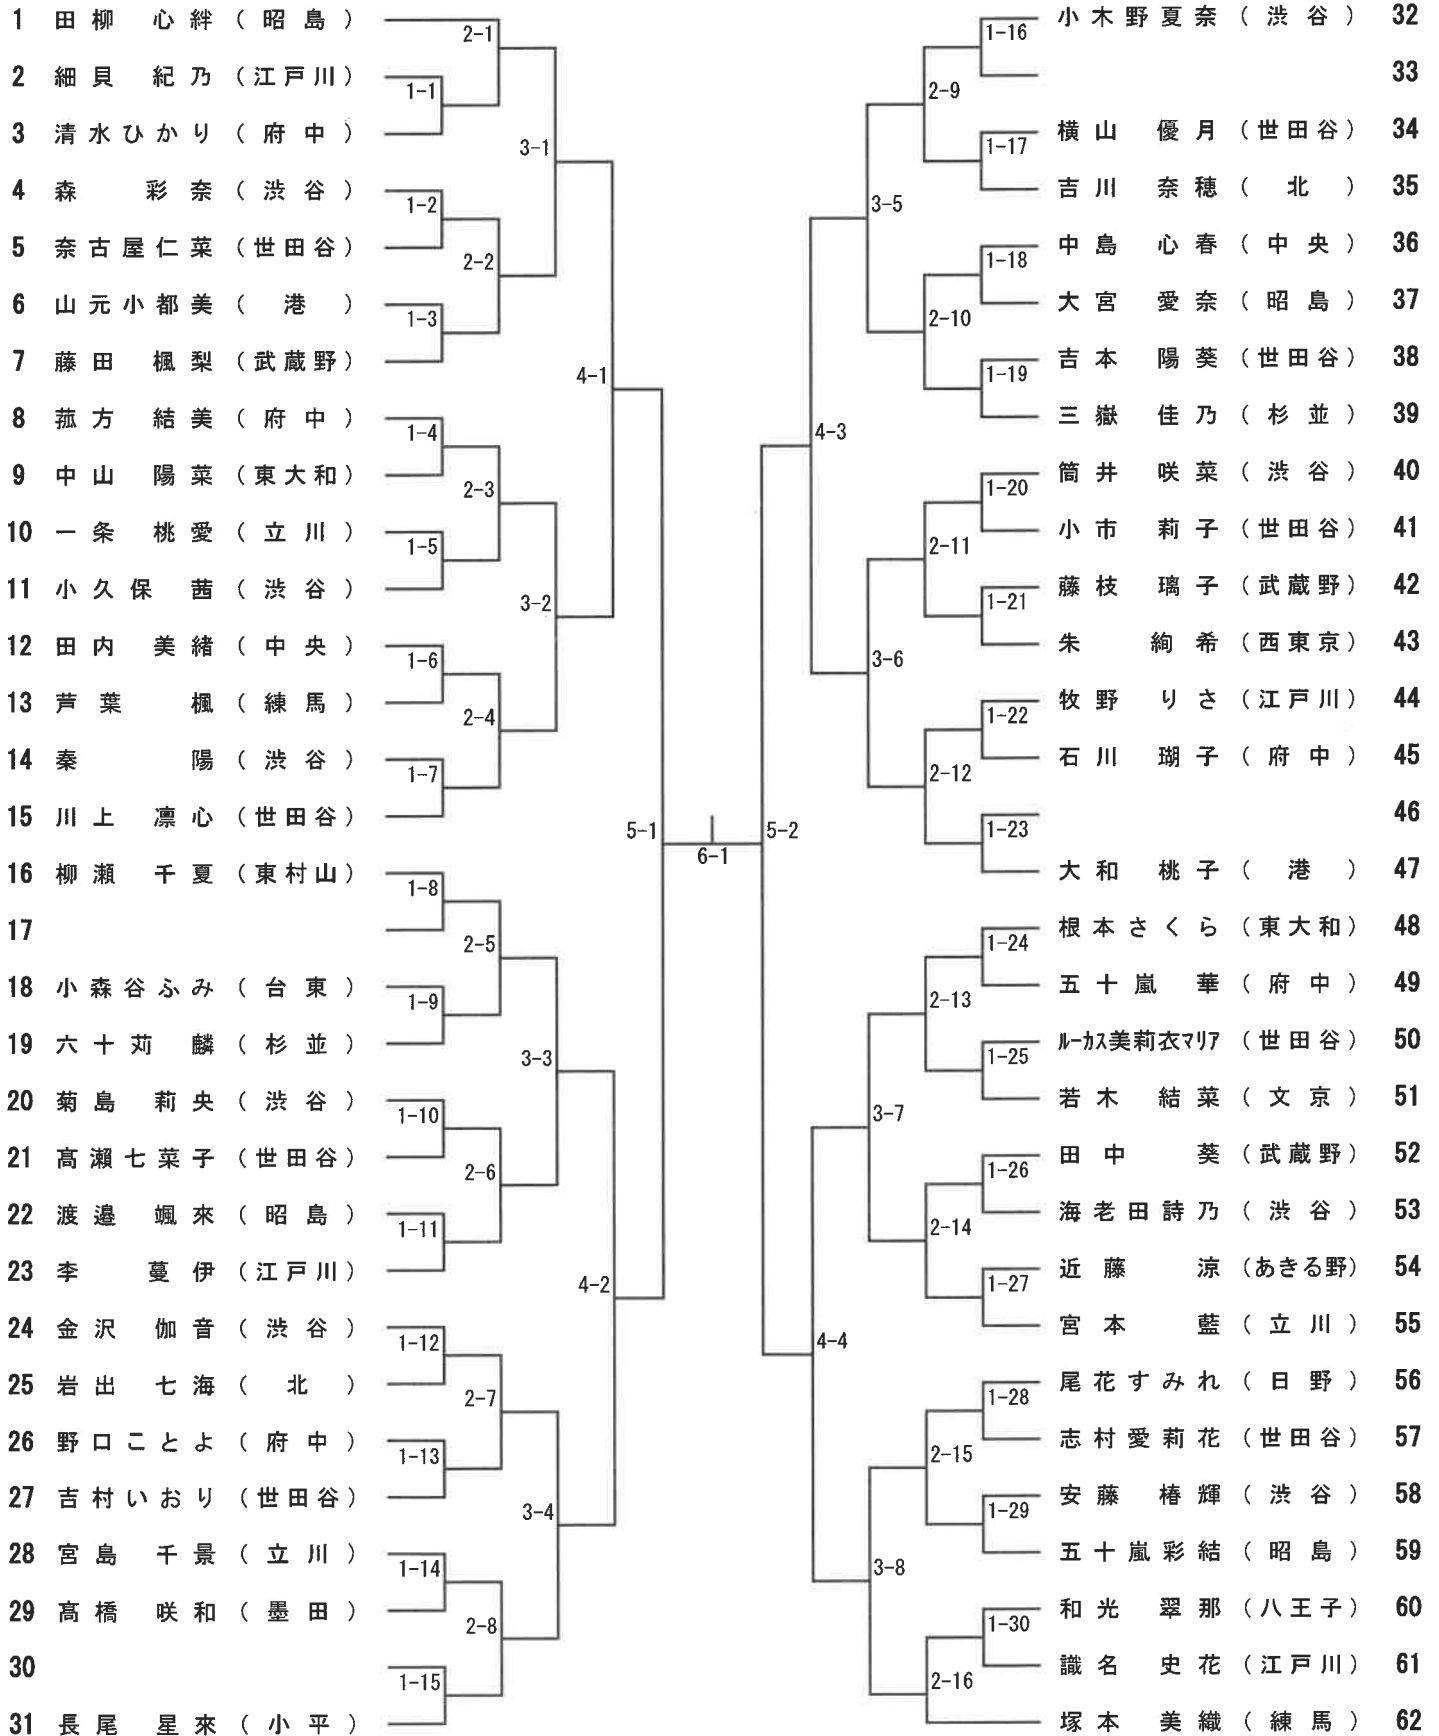 1 田柳 心絆 (昭島)
2 細貝 紀乃 (江戸川)
3 清水ひかり (府中)
4 森 彩奈 (渋谷)
5 奈古屋仁菜 (世田谷)
6 山元小都美 (港)
7 藤田 楓梨 (武蔵野)
8 菰方 結美 (府中)
9 中山 陽菜 (東大和)
10 一条 桃愛 (立川)
11 小久保 茜 (渋谷)
12 田内 美緒 (中央)
13 芦葉 楓 (練馬)
14 秦 陽 (渋谷)
15 川上 凛心 (世田谷)
16 柳瀬 千夏 (東村山)
17
18 小森谷ふみ (台東)
19 六十苅 麟 (杉並)
20 菊島 莉央 (渋谷)
21 髙瀬七菜子 (世田谷)
22 渡邉 颯來 (昭島)
23 李 蔓伊 (江戸川)
24 金沢 伽音 (渋谷)
25 岩出 七海 (北)
26 野口ことよ (府中)
27 吉村いおり (世田谷)
28 宮島 千景 (立川)
29 髙橋 咲和 (墨田)
30
31 長尾 星來 (小平)
2-1
1-1
3-1
1-2
2-2
1-3
4-1
1-4
2-3
1-5
3-2
1-6
2-4
1-7
5-1
1-8
2-5
1-9
3-3
1-10
2-6
1-11
4-2
1-12
2-7
1-13
3-4
1-14
2-8
1-15
6-1
1-16
2-9
1-17
3-5
1-18
2-10
1-19
4-3
1-20
2-11
1-21
3-6
1-22
2-12
1-23
5-2
1-24
2-13
1-25
3-7
1-26
2-14
1-27
4-4
1-28
2-15
1-29
3-8
1-30
2-16
小木野夏奈 (渋谷) 32
33
横山 優月 (世田谷) 34
吉川 奈穂 (北) 35
中島 心春 (中央) 36
大宮 愛奈 (昭島) 37
吉本 陽葵 (世田谷) 38
三嶽 佳乃 (杉並) 39
筒井 咲菜 (渋谷) 40
小市 莉子 (世田谷) 41
藤枝 璃子 (武蔵野) 42
朱 絢希 (西東京) 43
牧野 りさ (江戸川) 44
石川 瑚子 (府中) 45
46
大和 桃子 (港) 47
根本さくら (東大和) 48
五十嵐 華 (府中) 49
ルーカス美莉衣マリア (世田谷) 50
若木 結菜 (文京) 51
田中 葵 (武蔵野) 52
海老田詩乃 (渋谷) 53
近藤 涼 (あきる野) 54
宮本 藍 (立川) 55
尾花すみれ (日野) 56
志村愛莉花 (世田谷) 57
安藤 椿輝 (渋谷) 58
五十嵐彩結 (昭島) 59
和光 翠那 (八王子) 60
識名 史花 (江戸川) 61
塚本 美織 (練馬) 62